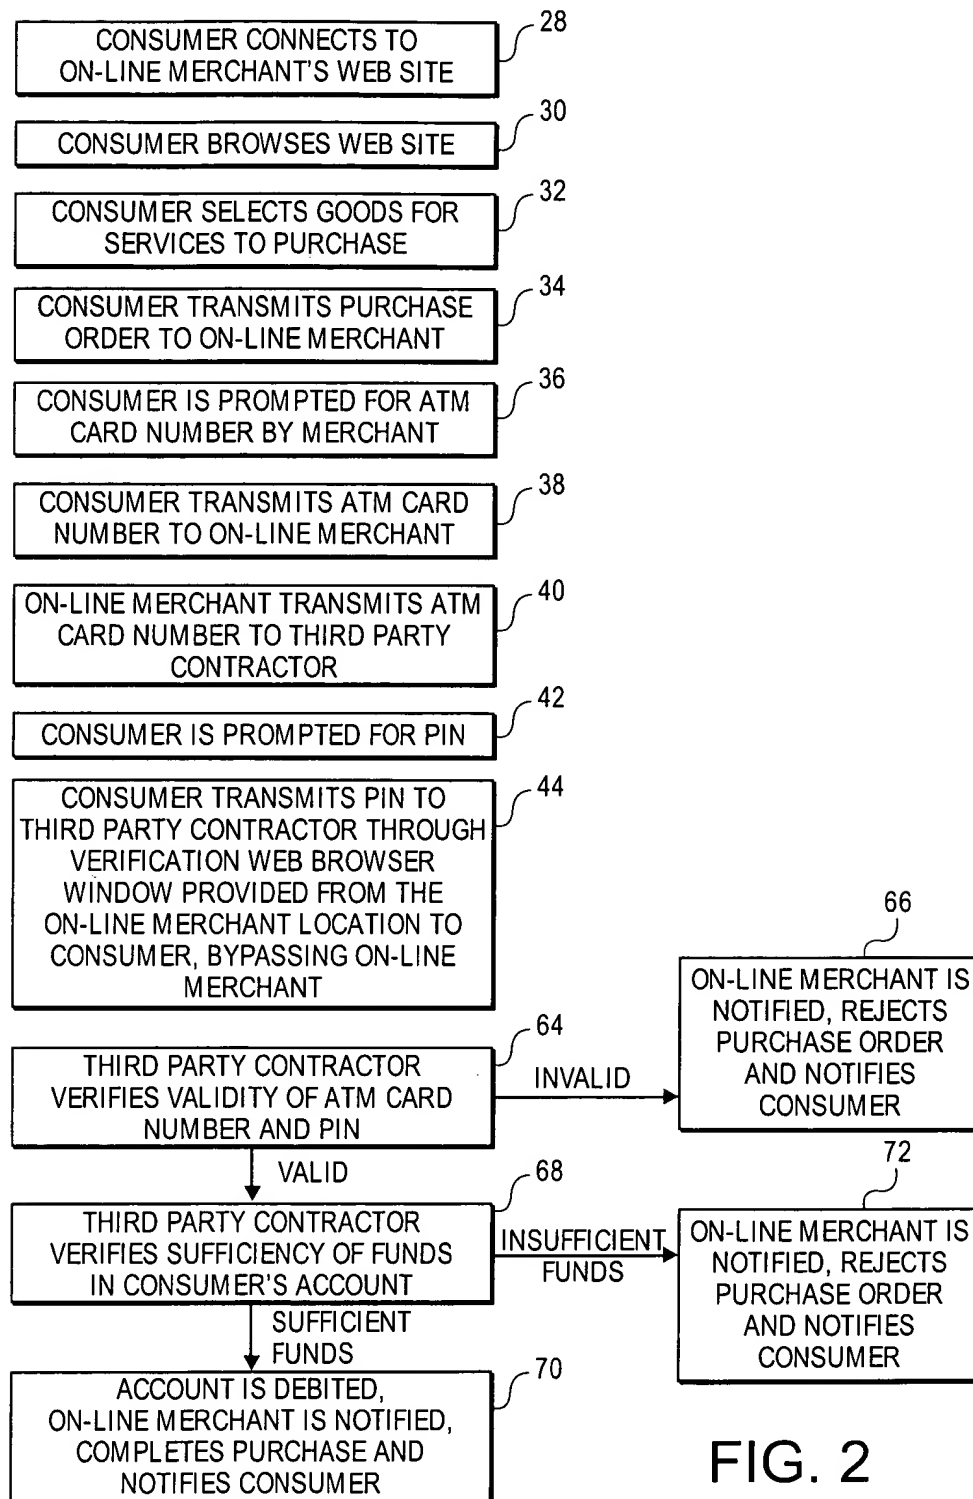 CONSUMER CONNECTS TO
ON-LINE MERCHANT'S WEB SITE
28
CONSUMER BROWSES WEB SITE
30
CONSUMER SELECTS GOODS FOR
SERVICES TO PURCHASE
32
CONSUMER TRANSMITS PURCHASE
ORDER TO ON-LINE MERCHANT
34
CONSUMER IS PROMPTED FOR ATM
CARD NUMBER BY MERCHANT
36
CONSUMER TRANSMITS ATM CARD
NUMBER TO ON-LINE MERCHANT
38
ON-LINE MERCHANT TRANSMITS ATM
CARD NUMBER TO THIRD PARTY
CONTRACTOR
40
CONSUMER IS PROMPTED FOR PIN
42
CONSUMER TRANSMITS PIN TO
THIRD PARTY CONTRACTOR THROUGH
VERIFICATION WEB BROWSER
WINDOW PROVIDED FROM THE
ON-LINE MERCHANT LOCATION TO
CONSUMER, BYPASSING ON-LINE
MERCHANT
44
THIRD PARTY CONTRACTOR
VERIFIES VALIDITY OF ATM CARD
NUMBER AND PIN
64
INVALID
ON-LINE MERCHANT IS
NOTIFIED, REJECTS
PURCHASE ORDER
AND NOTIFIES
CONSUMER
66
VALID
THIRD PARTY CONTRACTOR
VERIFIES SUFFICIENCY OF FUNDS
IN CONSUMER'S ACCOUNT
68
INSUFFICIENT
FUNDS
ON-LINE MERCHANT IS
NOTIFIED, REJECTS
PURCHASE ORDER
AND NOTIFIES
CONSUMER
72
SUFFICIENT
FUNDS
ACCOUNT IS DEBITED,
ON-LINE MERCHANT IS NOTIFIED,
COMPLETES PURCHASE AND
NOTIFIES CONSUMER
70
FIG. 2